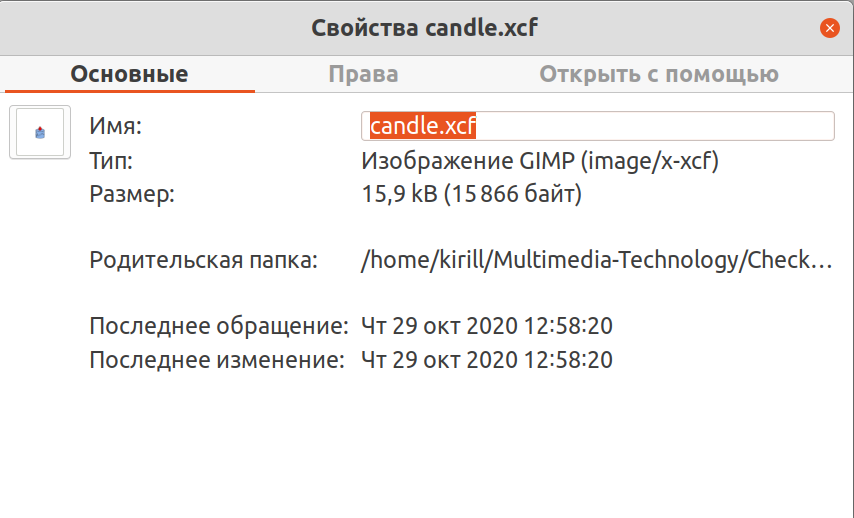 Свойства candle.xcf
Основные Права Открыть с помощью
Имя: candle.xcf
Тип: Изображение GIMP (image/x-xcf)
Размер: 15,9 kB (15 866 байт)
Родительская папка: /home/kirill/Multimedia-Technology/Check…
Последнее обращение: Чт 29 окт 2020 12:58:20
Последнее изменение: Чт 29 окт 2020 12:58:20